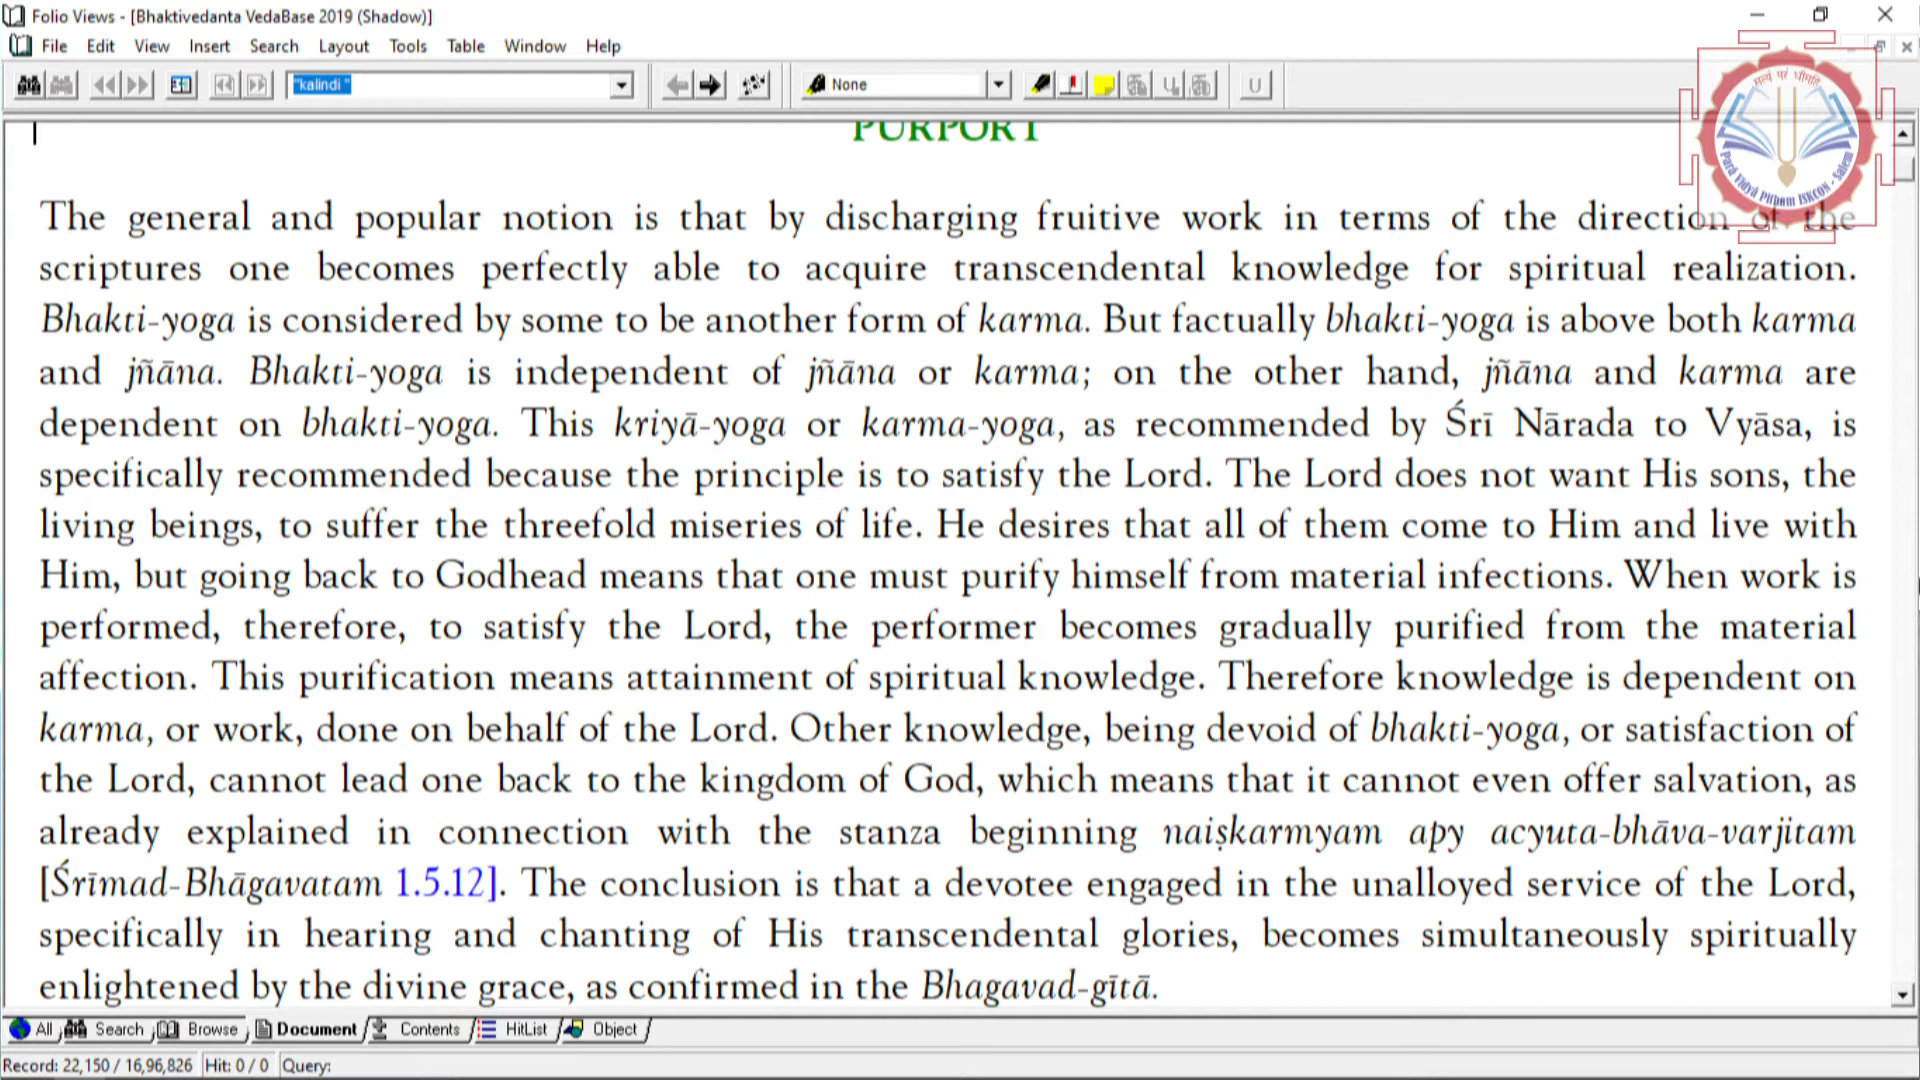 Folio Views - [Bhaktivedanta VedaBase 2019 (Shadow)]
File Edit View Insert Search Layout Tools Table Window Help
"kalindi" None U
PURPORT
The general and popular notion is that by discharging fruitive work in terms of the direction of the
scriptures one becomes perfectly able to acquire transcendental knowledge for spiritual realization.
Bhakti-yoga is considered by some to be another form of karma. But factually bhakti-yoga is above both karma
and jñāna. Bhakti-yoga is independent of jñāna or karma; on the other hand, jñāna and karma are
dependent on bhakti-yoga. This kriyā-yoga or karma-yoga, as recommended by Śrī Nārada to Vyāsa, is
specifically recommended because the principle is to satisfy the Lord. The Lord does not want His sons, the
living beings, to suffer the threefold miseries of life. He desires that all of them come to Him and live with
Him, but going back to Godhead means that one must purify himself from material infections. When work is
performed, therefore, to satisfy the Lord, the performer becomes gradually purified from the material
affection. This purification means attainment of spiritual knowledge. Therefore knowledge is dependent on
karma, or work, done on behalf of the Lord. Other knowledge, being devoid of bhakti-yoga, or satisfaction of
the Lord, cannot lead one back to the kingdom of God, which means that it cannot even offer salvation, as
already explained in connection with the stanza beginning naiṣkarmyam apy acyuta-bhāva-varjitam
[Śrīmad-Bhāgavatam 1.5.12]. The conclusion is that a devotee engaged in the unalloyed service of the Lord,
specifically in hearing and chanting of His transcendental glories, becomes simultaneously spiritually
enlightened by the divine grace, as confirmed in the Bhagavad-gītā.
सत्यं परं धीमहि
Parā Vidyā Pīṭham ISKCON - Salem
All Search Browse Document Contents HitList Object
Record: 22,150 / 16,96,826 Hit: 0 / 0 Query: